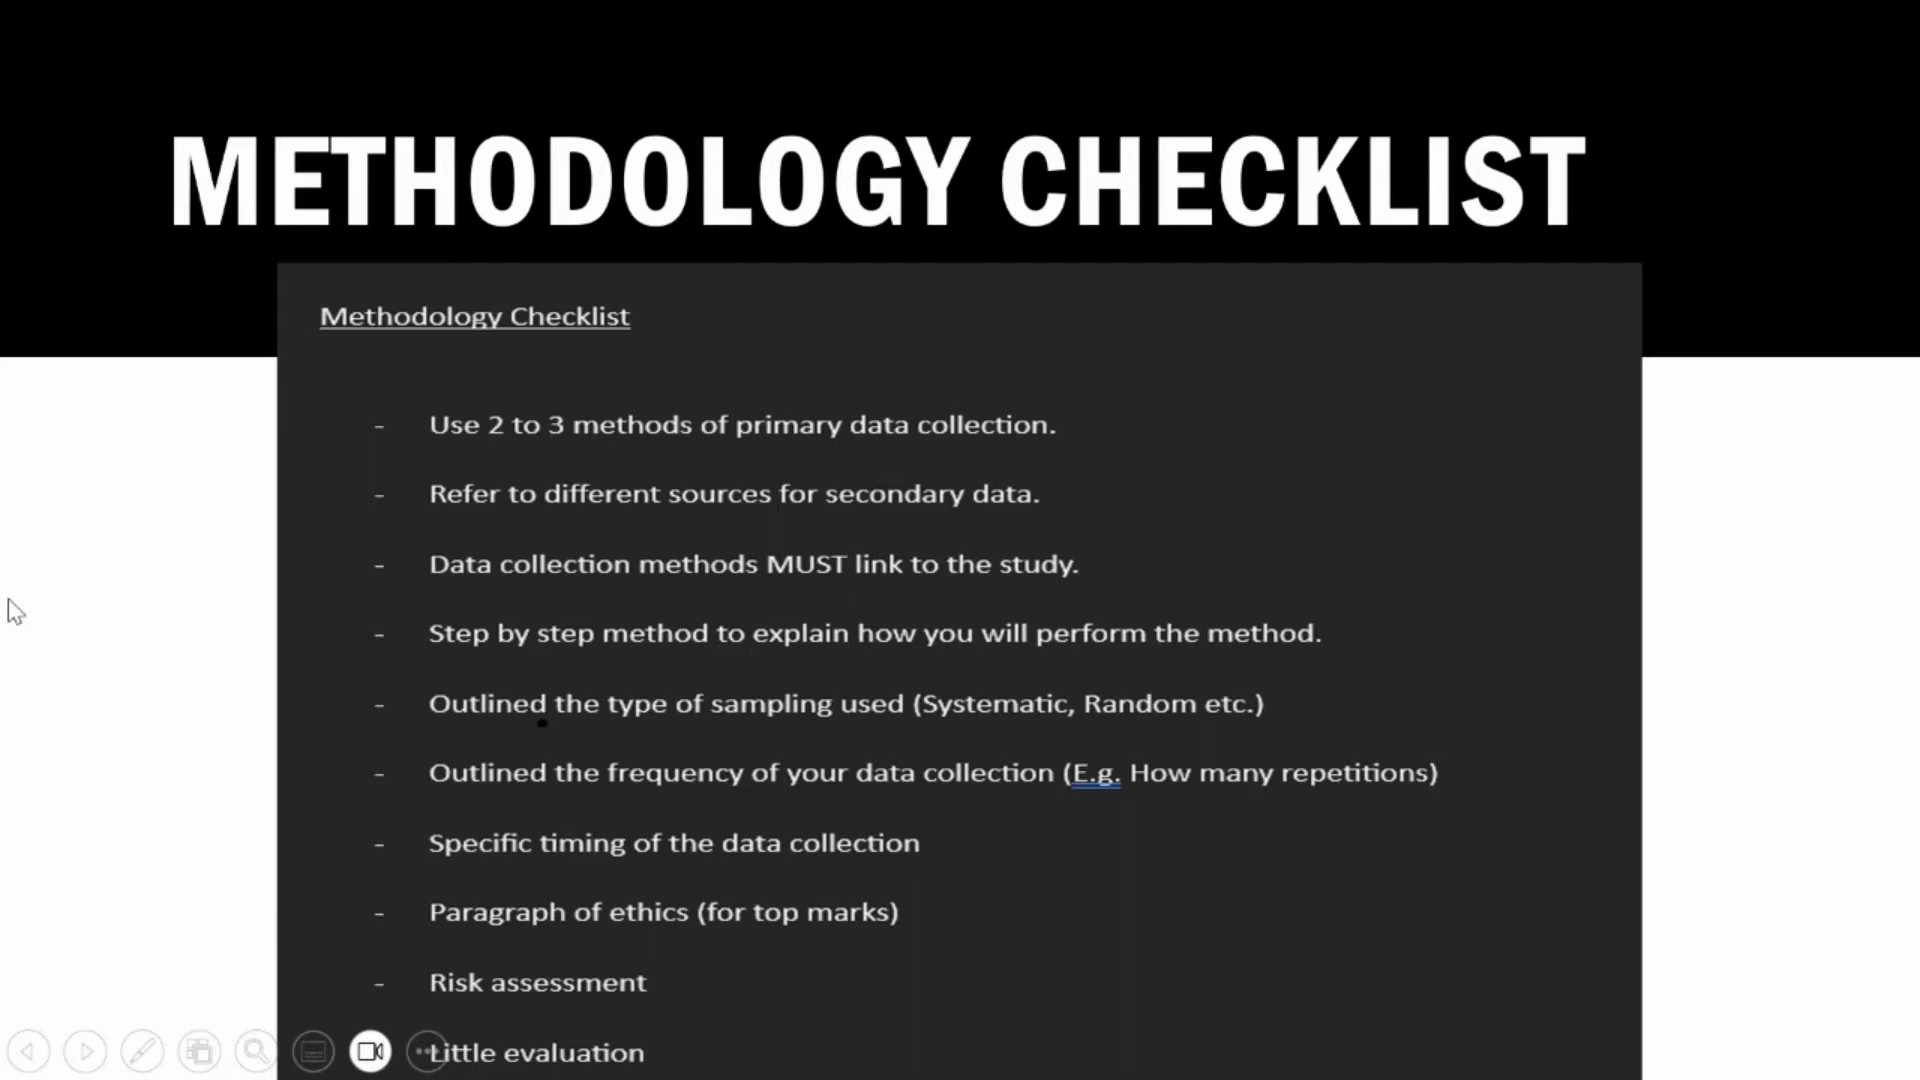 METHODOLOGY CHECKLIST
Methodology Checklist
- Use 2 to 3 methods of primary data collection.
- Refer to different sources for secondary data.
- Data collection methods MUST link to the study.
- Step by step method to explain how you will perform the method.
- Outlined the type of sampling used (Systematic, Random etc.)
- Outlined the frequency of your data collection (E.g. How many repetitions)
- Specific timing of the data collection
- Paragraph of ethics (for top marks)
- Risk assessment
Little evaluation